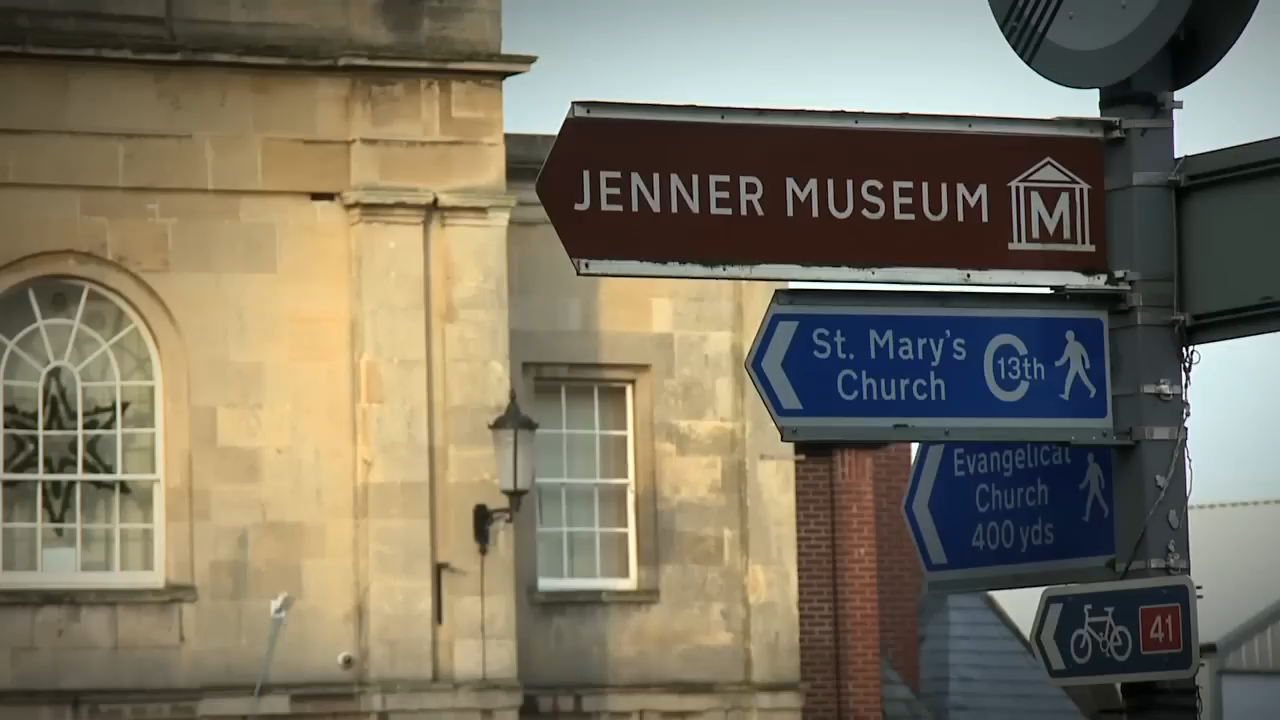 JENNER MUSEUM M
St. Mary's
Church
C 13th
Evangelical
Church
400 yds
41